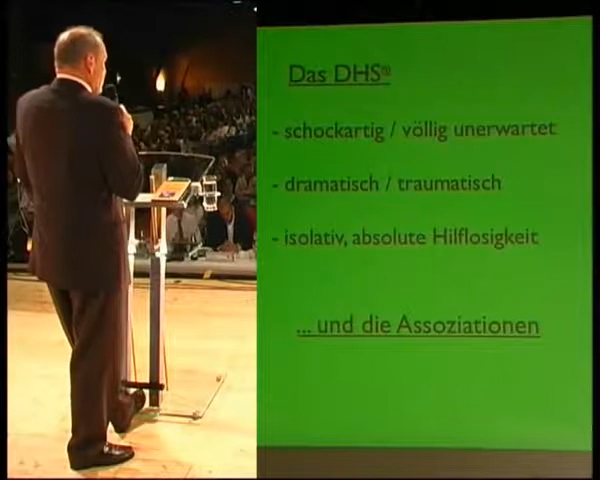 Das DHS®
- schockartig / völlig unerwartet
- dramatisch / traumatisch
- isolativ, absolute Hilflosigkeit
... und die Assoziationen